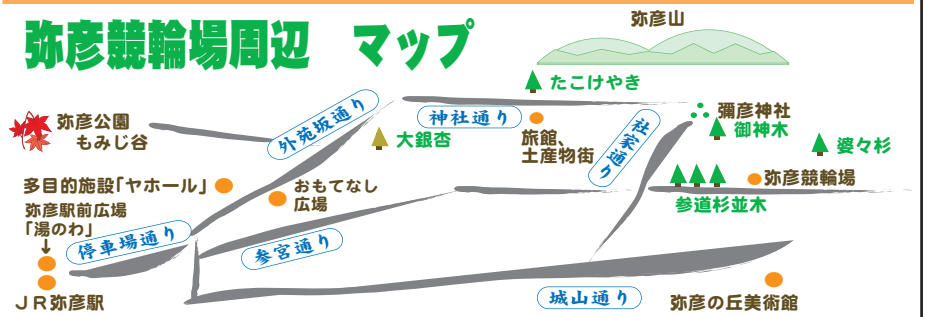 弥彦競輪場周辺　マップ
弥彦山
たこけやき
弥彦公園
もみじ谷
外苑坂通り
神社通り
大銀杏
旅館、
土産物街
社家通り
彌彦神社
御神木
婆々杉
多目的施設「ヤホール」
おもてなし
広場
弥彦競輪場
参道杉並木
弥彦駅前広場
「湯のわ」
↓
停車場通り
参宮通り
JR弥彦駅
城山通り
弥彦の丘美術館